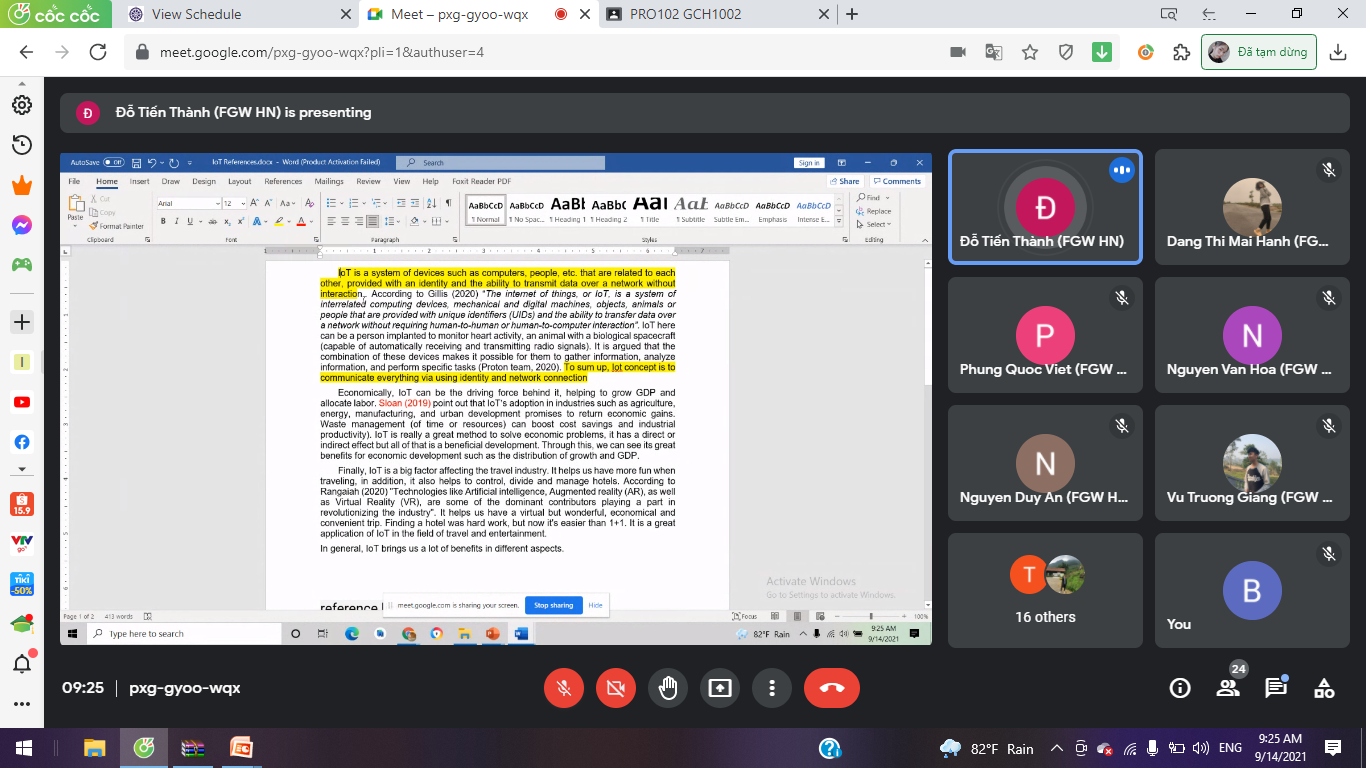 cốc cốc
View Schedule
Meet – pxg-gyoo-wqx
PRO102 GCH1002
meet.google.com/pxg-gyoo-wqx?pli=1&authuser=4
Đã tạm dừng
Đ
Đỗ Tiến Thành (FGW HN) is presenting
AutoSave Off
IoT References.docx - Word (Product Activation Failed)
Search
Sign in
File Home Insert Draw Design Layout References Mailings Review View Help Foxit Reader PDF
Share Comments
Paste
Cut
Copy
Format Painter
Arial 12
AaBbCcD AaBbCcD AaBbC AaBbCc AaBb AaBbCcD AaBbCcD AaBbCcD
1 Normal 1 No Spac... 1 Heading 1 1 Title 1 Subtitle Subtle Em... Emphasis Intense E...
Find
Replace
Select
Clipboard Font Paragraph Styles Editing
IoT is a system of devices such as computers, people, etc. that are related to each
other, provided with an identity and the ability to transmit data over a network without
interaction. According to Gillis (2020) "The internet of things, or IoT, is a system of
interrelated computing devices, mechanical and digital machines, objects, animals or
people that are provided with unique identifiers (UIDs) and the ability to transfer data over
a network without requiring human-to-human or human-to-computer interaction". IoT here
can be a person implanted to monitor heart activity, an animal with a biological spacecraft
(capable of automatically receiving and transmitting radio signals). It is argued that the
combination of these devices makes it possible for them to gather information, analyze
information, and perform specific tasks (Proton team, 2020). To sum up, Iot concept is to
communicate everything via using identity and network connection
Economically, IoT can be the driving force behind it, helping to grow GDP and
allocate labor. Sloan (2019) point out that IoT's adoption in industries such as agriculture,
energy, manufacturing, and urban development promises to return economic gains.
Waste management (of time or resources) can boost cost savings and industrial
productivity). IoT is really a great method to solve economic problems, it has a direct or
indirect effect but all of that is a beneficial development. Through this, we can see its great
benefits for economic development such as the distribution of growth and GDP.
Finally, IoT is a big factor affecting the travel industry. It helps us have more fun when
traveling, in addition, it also helps to control, divide and manage hotels. According to
Rangaiah (2020) "Technologies like Artificial intelligence, Augmented reality (AR), as well
as Virtual Reality (VR), are some of the dominant contributors playing a part in
revolutionizing the industry". It helps us have a virtual but wonderful, economical and
convenient trip. Finding a hotel was hard work, but now it's easier than 1+1. It is a great
application of IoT in the field of travel and entertainment.
In general, IoT brings us a lot of benefits in different aspects.
Activate Windows
Go to Settings to activate Windows.
reference
meet.google.com is sharing your screen.
Stop sharing
Hide
Page 1 of 2 413 words
Focus
100%
Type here to search
82°F Rain
9:25 AM
9/14/2021
Đ
Đỗ Tiến Thành (FGW HN)
Dang Thi Mai Hanh (FG...
P
Phung Quoc Viet (FGW ...
N
Nguyen Van Hoa (FGW ...
N
Nguyen Duy An (FGW H...
Vu Truong Giang (FGW ...
T
16 others
B
You
I
15.9
VTV
go
TIKI
-50%
09:25 | pxg-gyoo-wqx
24
82°F Rain
ENG
9:25 AM
9/14/2021